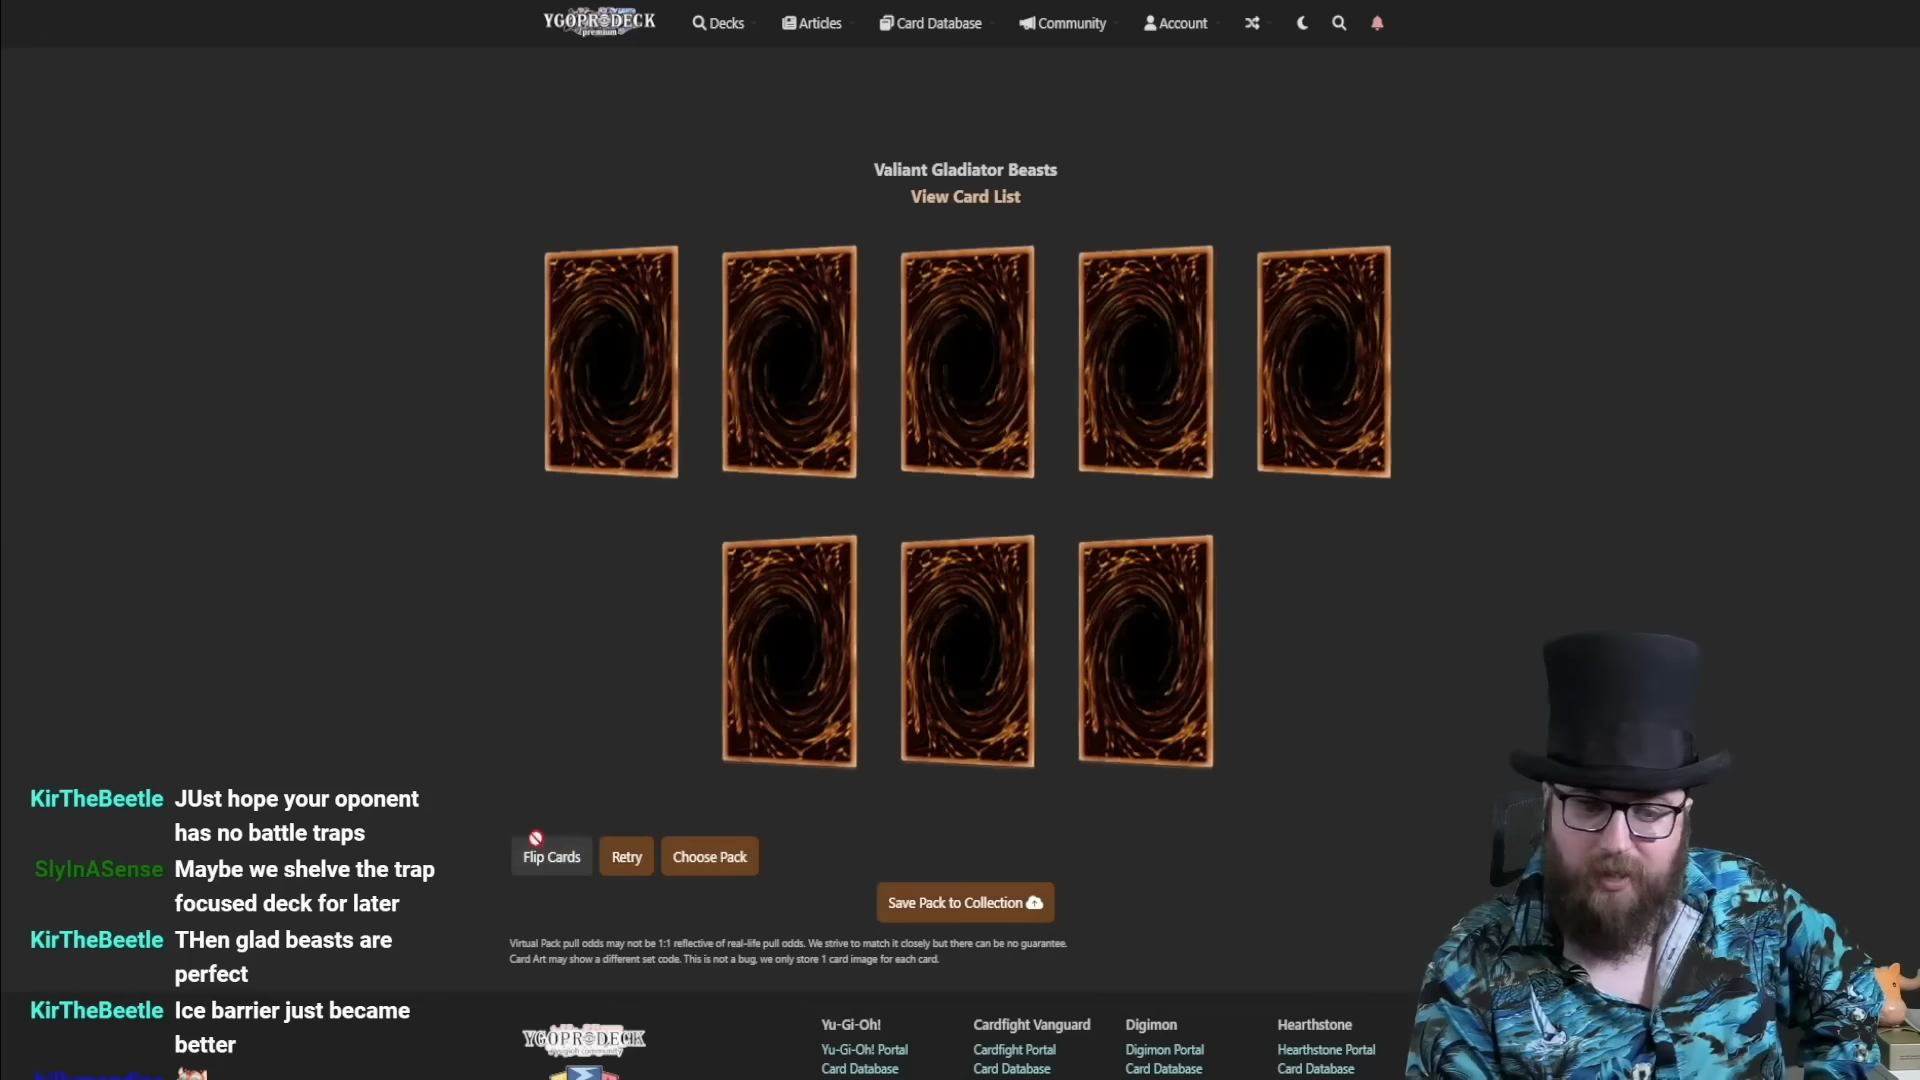 YGOPRODECK
premium
Decks
Articles
Card Database
Community
Account
Valiant Gladiator Beasts
View Card List
KirTheBeetle JUst hope your oponent
has no battle traps
SlyInASense Maybe we shelve the trap
focused deck for later
KirTheBeetle THen glad beasts are
perfect
KirTheBeetle Ice barrier just became
better
Flip Cards
Retry
Choose Pack
Save Pack to Collection
Virtual Pack pull odds may not be 1:1 reflective of real-life pull odds. We strive to match it closely but there can be no guarantee.
Card Art may show a different set code. This is not a bug, we only store 1 card image for each card.
YGOPRODECK
Yu-Gi-Oh!
Yu-Gi-Oh! Portal
Card Database
Cardfight Vanguard
Cardfight Portal
Card Database
Digimon
Digimon Portal
Card Database
Hearthstone
Hearthstone Portal
Card Database